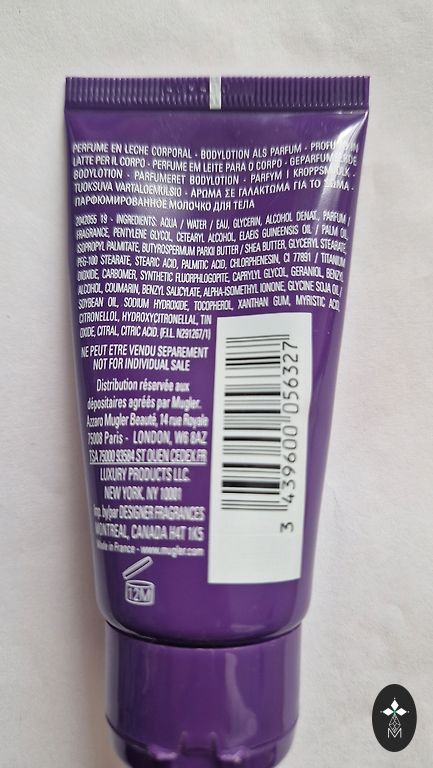 PERFUME EN LECHE CORPORAL - BODYLOTION ALS PARFUM - PROFUMO IN
LATTE PER IL CORPO - PERFUME EM LEITE PARA O CORPO - GEPARFUMEERDE
BODYLOTION - PARFUMERET BODYLOTION - PARFYM I KROPPSMJÖLK -
TUOKSUVA VARTALOEMULSIO - ΑΡΩΜΑ ΣΕ ΓΑΛΑΚΤΩΜΑ ΓΙΑ ΤΟ ΣΩΜΑ -
ПАРФЮМИРОВАННОЕ МОЛОЧКО ДЛЯ ТЕЛА
2042055 19 - INGREDIENTS: AQUA / WATER / EAU, GLYCERIN, ALCOHOL DENAT., PARFUM /
FRAGRANCE, PENTYLENE GLYCOL, CETEARYL ALCOHOL, ELAEIS GUINEENSIS OIL / PALM OIL,
ISOPROPYL PALMITATE, BUTYROSPERMUM PARKII BUTTER / SHEA BUTTER, GLYCERYL STEARATE,
PEG-100 STEARATE, STEARIC ACID, PALMITIC ACID, CHLORPHENESIN, CI 77891 / TITANIUM
DIOXIDE, CARBOMER, SYNTHETIC FLUORPHLOGOPITE, CAPRYLYL GLYCOL, GERANIOL, BENZYL
ALCOHOL, COUMARIN, BENZYL SALICYLATE, ALPHA-ISOMETHYL IONONE, GLYCINE SOJA OIL /
SOYBEAN OIL, SODIUM HYDROXIDE, TOCOPHEROL, XANTHAN GUM, MYRISTIC ACID,
CITRONELLOL, HYDROXYCITRONELLAL, TIN
OXIDE, CITRAL, CITRIC ACID. (F.I.L. N291267/1)
NE PEUT ETRE VENDU SEPAREMENT
NOT FOR INDIVIDUAL SALE
Distribution réservée aux
dépositaires agréés par Mugler.
Azzaro Mugler Beauté, 14 rue Royale
75008 Paris - LONDON, W6 8AZ
TSA 75000 93584 ST OUEN CEDEX FR
LUXURY PRODUCTS LLC
NEW YORK. NY 10001
Imp. by/par DESIGNER FRAGRANCES
MONTREAL, CANADA H4T 1K5
Made in France - www.mugler.com
12M
3 439600 056327
M